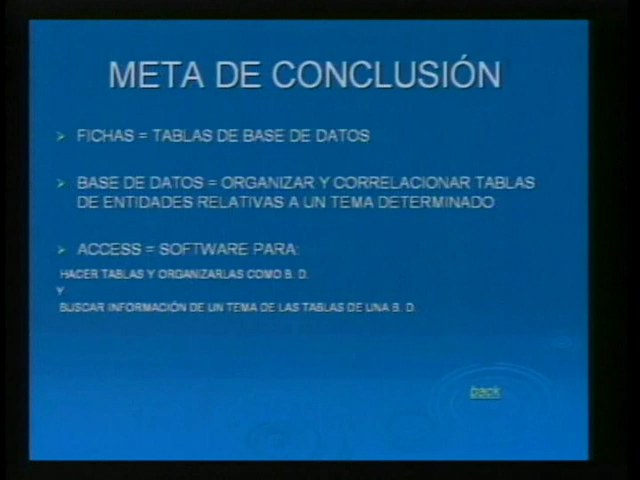 META DE CONCLUSIÓN
FICHAS = TABLAS DE BASE DE DATOS
BASE DE DATOS = ORGANIZAR Y CORRELACIONAR TABLAS
DE ENTIDADES RELATIVAS A UN TEMA DETERMINADO
ACCESS = SOFTWARE PARA:
HACER TABLAS Y ORGANIZARLAS COMO B. D.
Y
BUSCAR INFORMACIÓN DE UN TEMA DE LAS TABLAS DE UNA B. D.
back